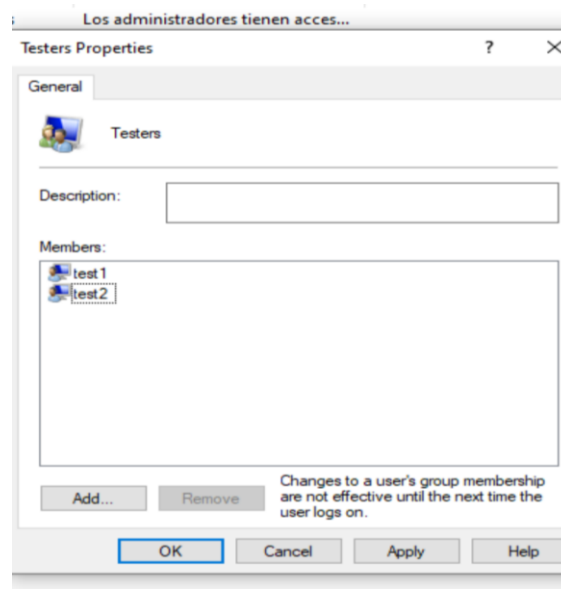 Los administradores tienen acces...
Testers Properties
?
General
Testers
Description:
Members:
test1
test2
Add...
Remove
Changes to a user's group membership
are not effective until the next time the
user logs on.
OK
Cancel
Apply
Help